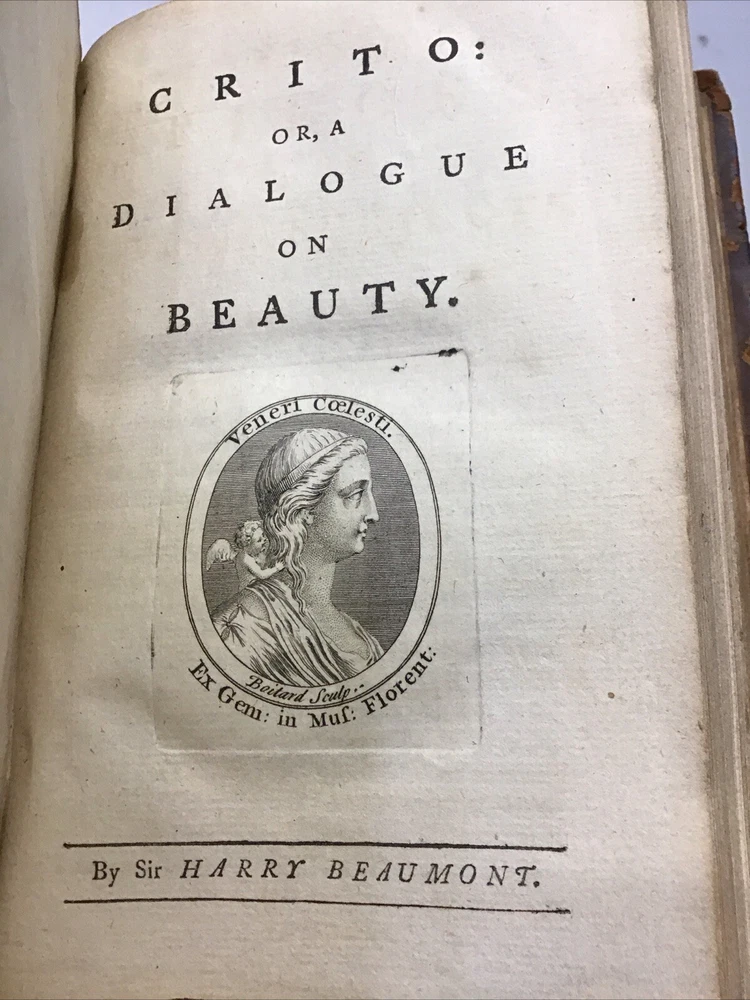 CRITO:
OR, A
DIALOGUE
ON
BEAUTY.
Veneri Cœlesti.
Boitard Sculp..
Ex Gem: in Muſ: Florent:
By Sir HARRY BEAUMONT.